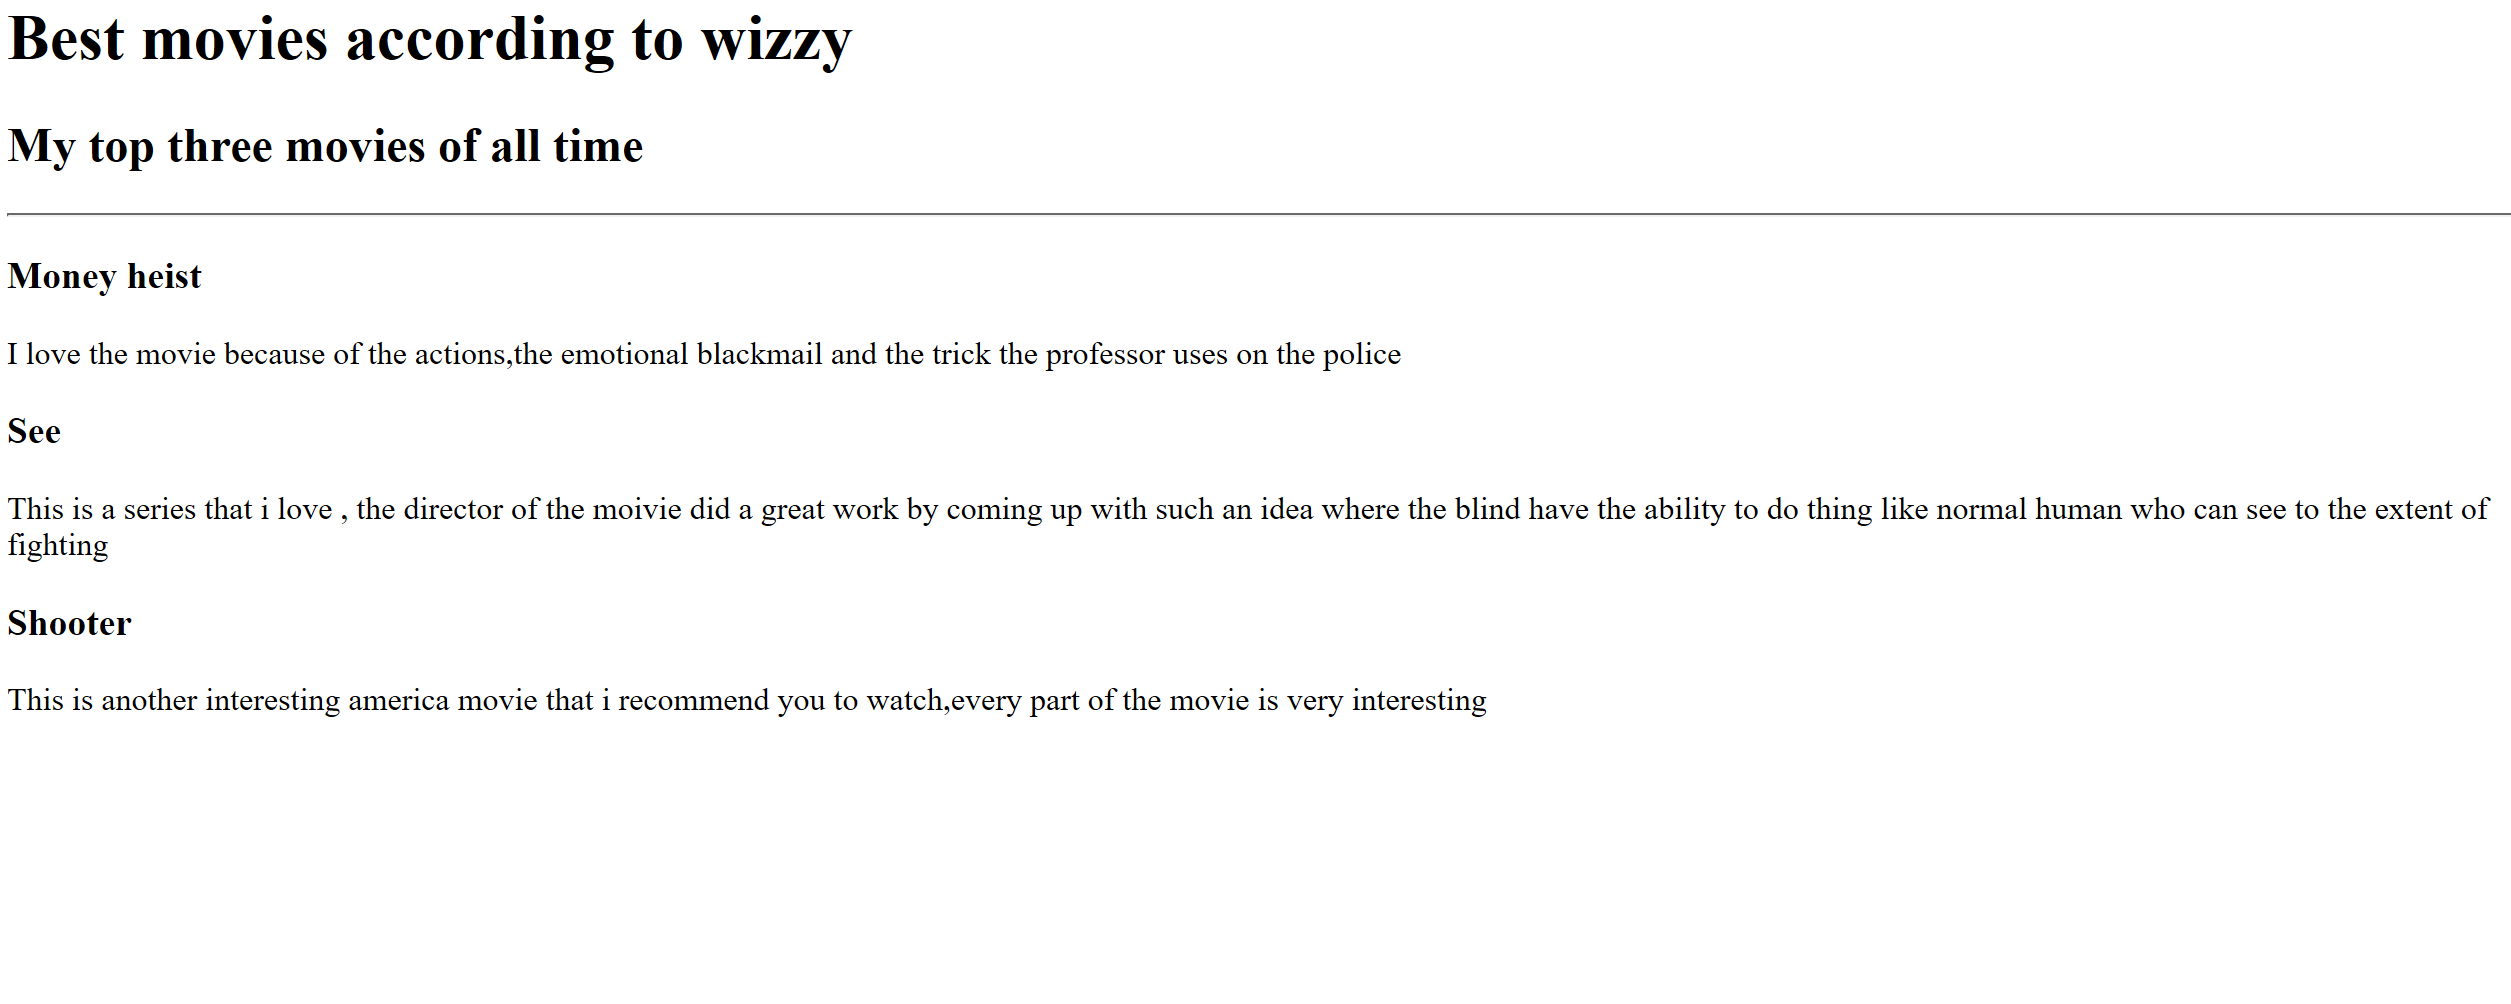 Best movies according to wizzy
My top three movies of all time
Money heist
I love the movie because of the actions,the emotional blackmail and the trick the professor uses on the police
See
This is a series that i love , the director of the moivie did a great work by coming up with such an idea where the blind have the ability to do thing like normal human who can see to the extent of
fighting
Shooter
This is another interesting america movie that i recommend you to watch,every part of the movie is very interesting